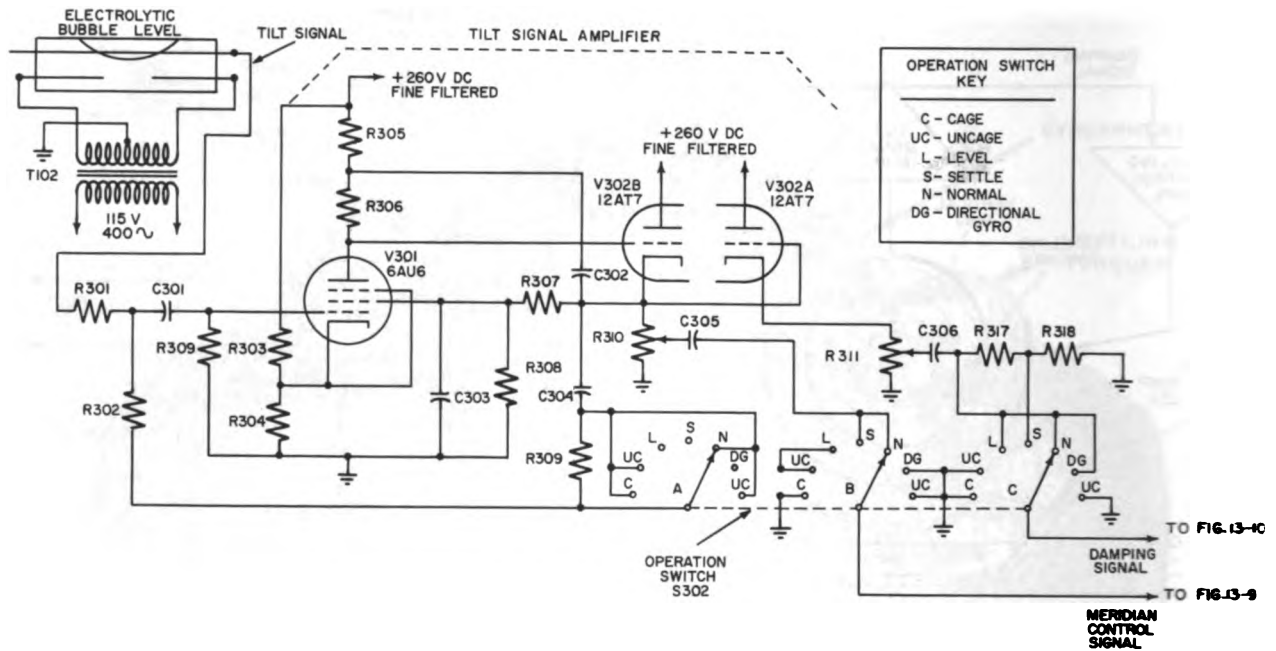 ELECTROLYTIC
BUBBLE LEVEL
TILT SIGNAL
TILT SIGNAL AMPLIFIER
+260 V DC
FINE FILTERED
OPERATION SWITCH
KEY
C - CAGE
UC - UNCAGE
L - LEVEL
S - SETTLE
N - NORMAL
DG - DIRECTIONAL
GYRO
R305
+260 V DC
FINE FILTERED
T102
115 V
400~
R306
V302B
12AT7
V302A
12AT7
V301
6AU6
R301
C301
R307
C302
R309
R303
R310
C305
R311
C306
R317
R318
R302
R304
C303
R308
C304
R309
L
S
N
UC
DG
C
A
UC
L
S
N
UC
DG
C
B
UC
L
S
N
UC
DG
C
C
UC
OPERATION
SWITCH
S302
TO FIG.13-10
DAMPING
SIGNAL
TO FIG.13-9
MERIDIAN
CONTROL
SIGNAL